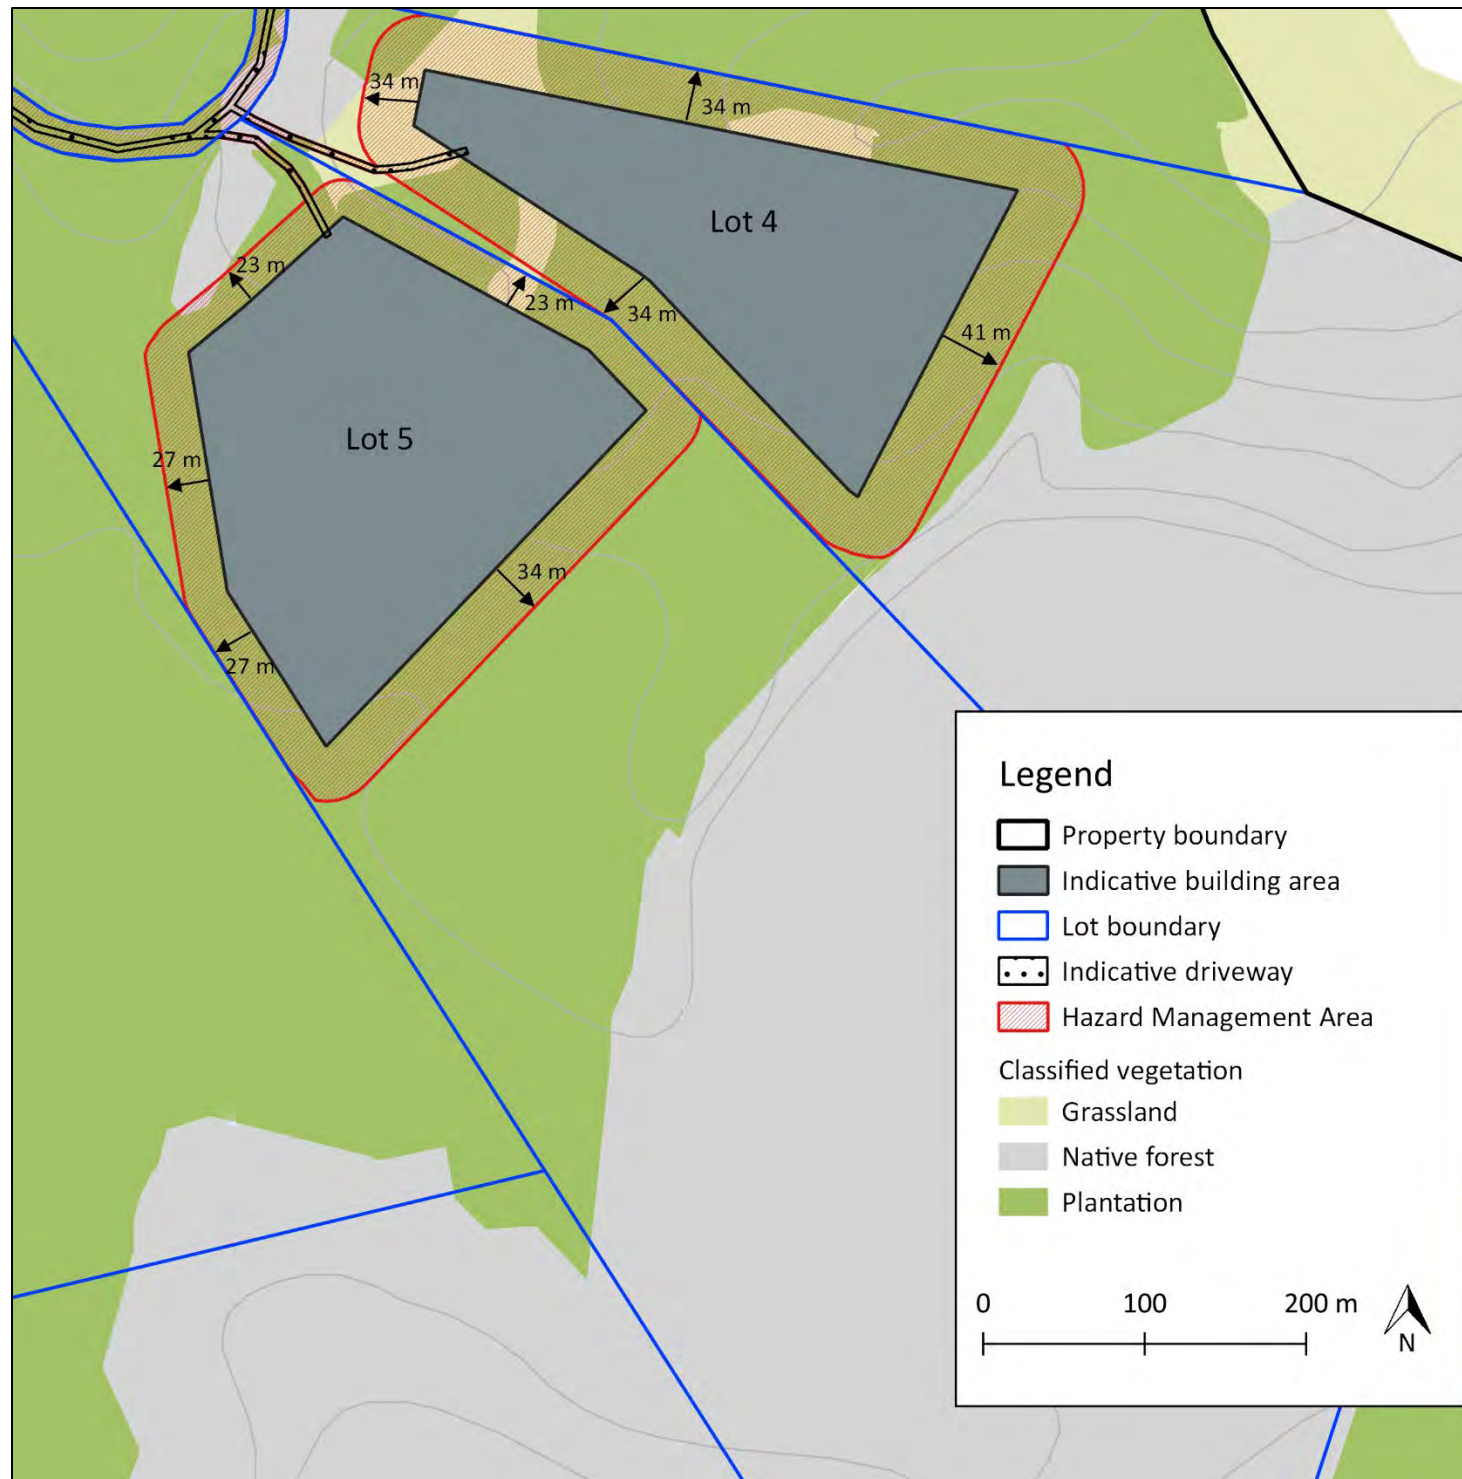 34 m
34 m
Lot 4
23 m
23 m
34 m
41 m
Lot 5
27 m
34 m
27 m
Legend
Property boundary
Indicative building area
Lot boundary
Indicative driveway
Hazard Management Area
Classified vegetation
Grassland
Native forest
Plantation
0 100 200 m
N